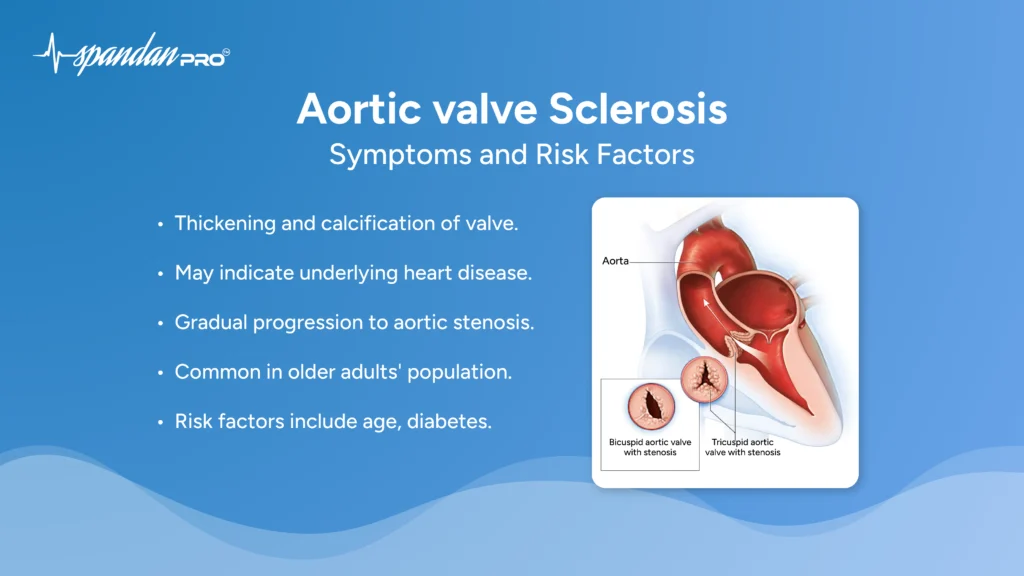 spandan PRO™
Aortic valve Sclerosis
Symptoms and Risk Factors
• Thickening and calcification of valve.
• May indicate underlying heart disease.
• Gradual progression to aortic stenosis.
• Common in older adults' population.
• Risk factors include age, diabetes.
Aorta
Bicuspid aortic valve
with stenosis
Tricuspid aortic
valve with stenosis